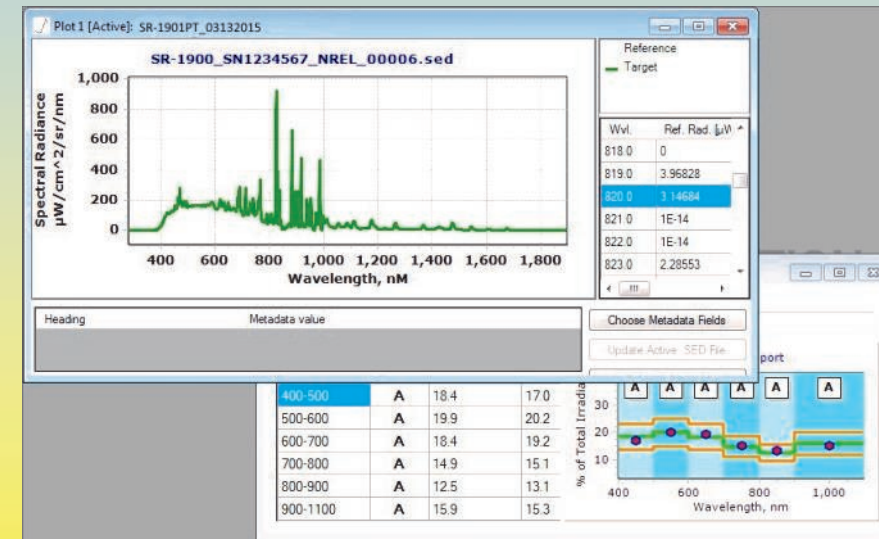 Plot 1 [Active]: SR-1901PT_03132015
SR-1900_SN1234567_NREL_00006.sed
Spectral Radiance
µW/cm^2/sr/nm
1,000
800
600
400
200
0
400 600 800 1,000 1,200 1,400 1,600 1,800
Wavelength, nM
Reference
Target
Wvl. Ref. Rad. [µW
818.0 0
819.0 3.96828
820.0 3.14684
821.0 1E-14
822.0 1E-14
823.0 2.28553
Heading Metadata value
Choose Metadata Fields
Update Active .SED File
port
400-500 A 18.4 17.0
500-600 A 19.9 20.2
600-700 A 18.4 19.2
700-800 A 14.9 15.1
800-900 A 12.5 13.1
900-1100 A 15.9 15.3
% of Total Irradia
A A A A A A
30
20
10
400 600 800 1,000
Wavelength, nm